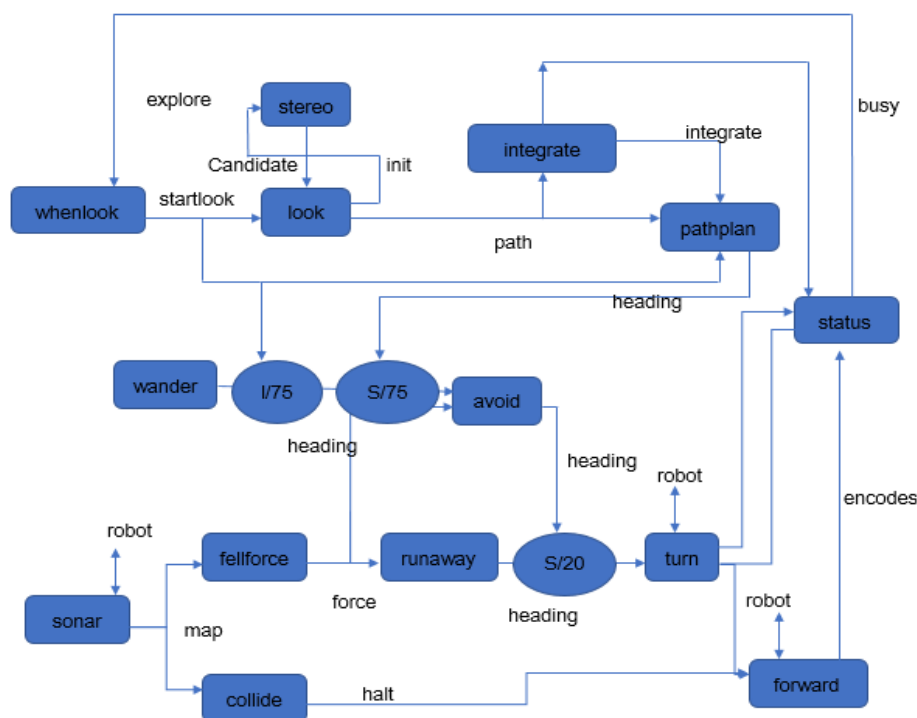 explore
stereo
busy
integrate
integrate
Candidate
init
startlook
whenlook
look
path
pathplan
heading
status
wander
I/75
S/75
avoid
heading
heading
robot
encodes
robot
fellforce
runaway
S/20
turn
force
heading
robot
sonar
map
collide
halt
forward